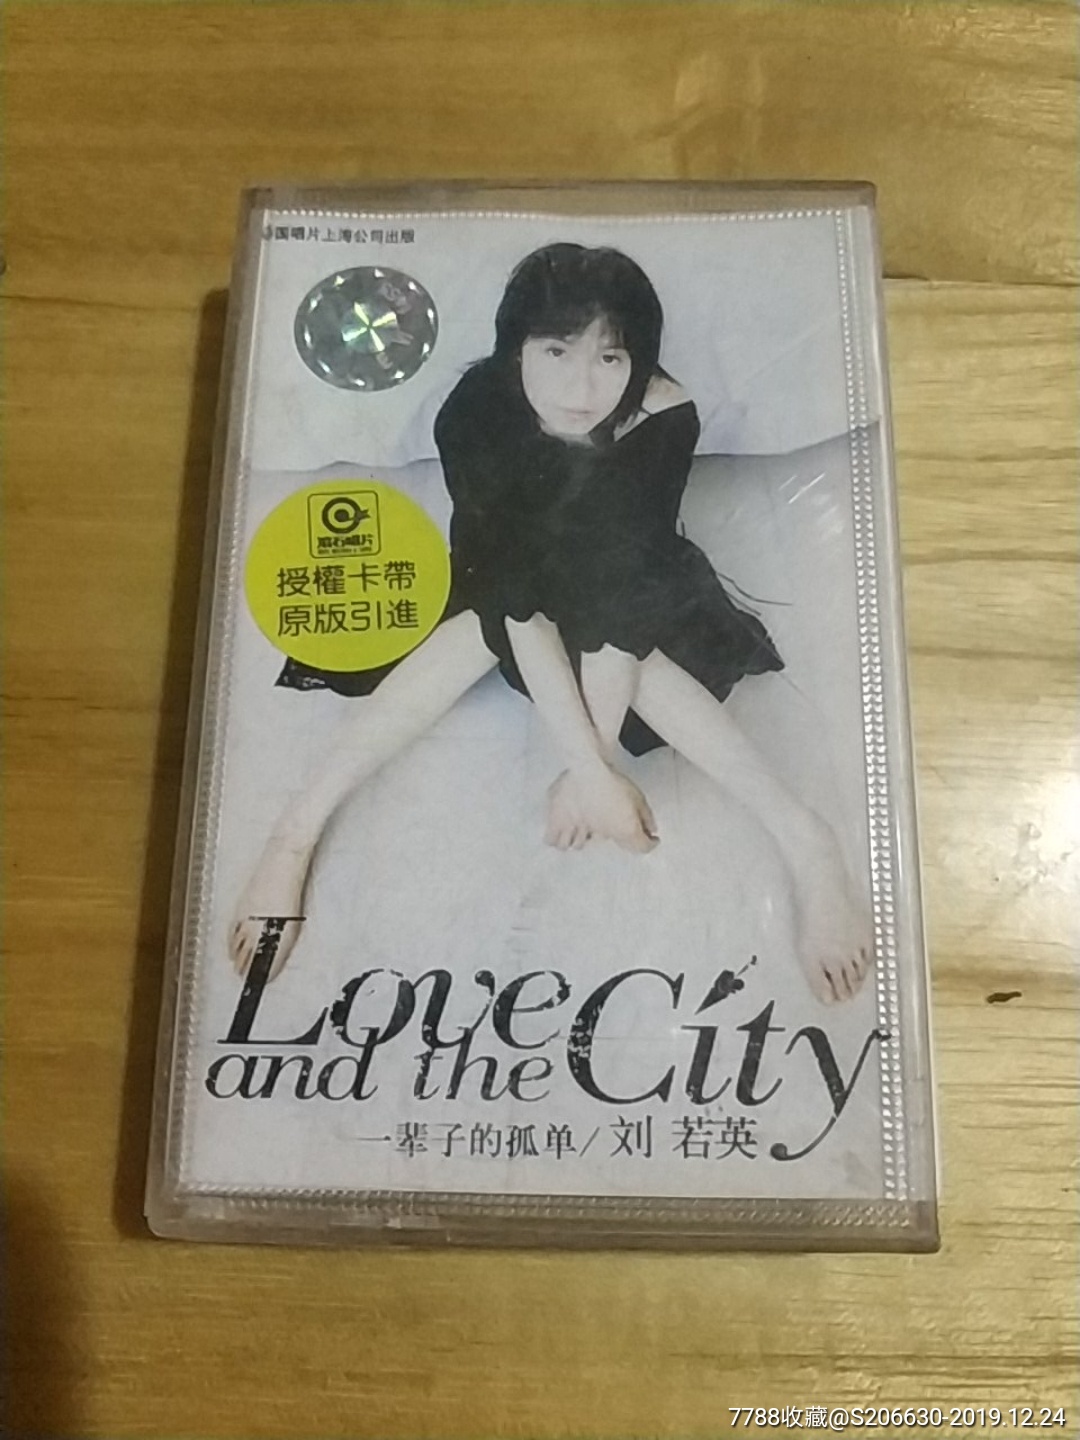 国唱片上海公司出版
滚石唱片
授權卡帶
原版引進
Love
and the City
一辈子的孤单/刘若英
7788收藏@S206630-2019.12.24